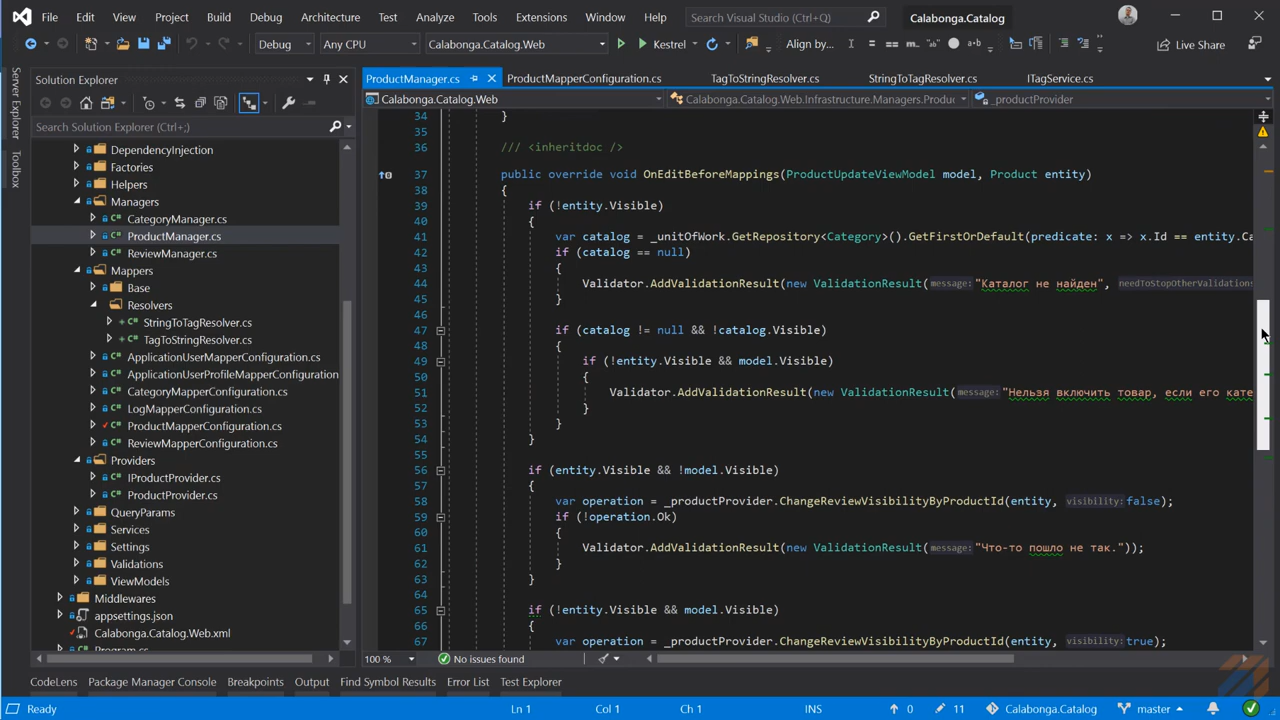 File Edit View Project Build Debug Architecture Test Analyze Tools Extensions Window Help Search Visual Studio (Ctrl+Q) Calabonga.Catalog
Debug Any CPU Calabonga.Catalog.Web Kestrel Align by... Live Share
Server Explorer
Toolbox
Solution Explorer
Search Solution Explorer (Ctrl+;)
DependencyInjection
Factories
Helpers
Managers
CategoryManager.cs
ProductManager.cs
ReviewManager.cs
Mappers
Base
Resolvers
StringToTagResolver.cs
TagToStringResolver.cs
ApplicationUserMapperConfiguration.cs
ApplicationUserProfileMapperConfiguration
CategoryMapperConfiguration.cs
LogMapperConfiguration.cs
ProductMapperConfiguration.cs
ReviewMapperConfiguration.cs
Providers
IProductProvider.cs
ProductProvider.cs
QueryParams
Services
Settings
Validations
ViewModels
Middlewares
appsettings.json
Calabonga.Catalog.Web.xml
Program.cs
ProductManager.cs ProductMapperConfiguration.cs TagToStringResolver.cs StringToTagResolver.cs ITagService.cs
Calabonga.Catalog.Web Calabonga.Catalog.Web.Infrastructure.Managers.Produc _productProvider
34 }
35
36 /// <inheritdoc />
37 public override void OnEditBeforeMappings(ProductUpdateViewModel model, Product entity)
38 {
39 if (!entity.Visible)
40 {
41 var catalog = _unitOfWork.GetRepository<Category>().GetFirstOrDefault(predicate: x => x.Id == entity.Ca
42 if (catalog == null)
43 {
44 Validator.AddValidationResult(new ValidationResult(message: "Каталог не найден", needToStopOtherValidations
45 }
46
47 if (catalog != null && !catalog.Visible)
48 {
49 if (!entity.Visible && model.Visible)
50 {
51 Validator.AddValidationResult(new ValidationResult(message: "Нельзя включить товар, если его кате
52 }
53 }
54 }
55
56 if (entity.Visible && !model.Visible)
57 {
58 var operation = _productProvider.ChangeReviewVisibilityByProductId(entity, visibility: false);
59 if (!operation.Ok)
60 {
61 Validator.AddValidationResult(new ValidationResult(message: "Что-то пошло не так."));
62 }
63 }
64
65 if (!entity.Visible && model.Visible)
66 {
67 var operation = _productProvider.ChangeReviewVisibilityByProductId(entity, visibility: true);
100 % No issues found
CodeLens Package Manager Console Breakpoints Output Find Symbol Results Error List Test Explorer
Ready Ln 1 Col 1 Ch 1 INS 0 11 Calabonga.Catalog master